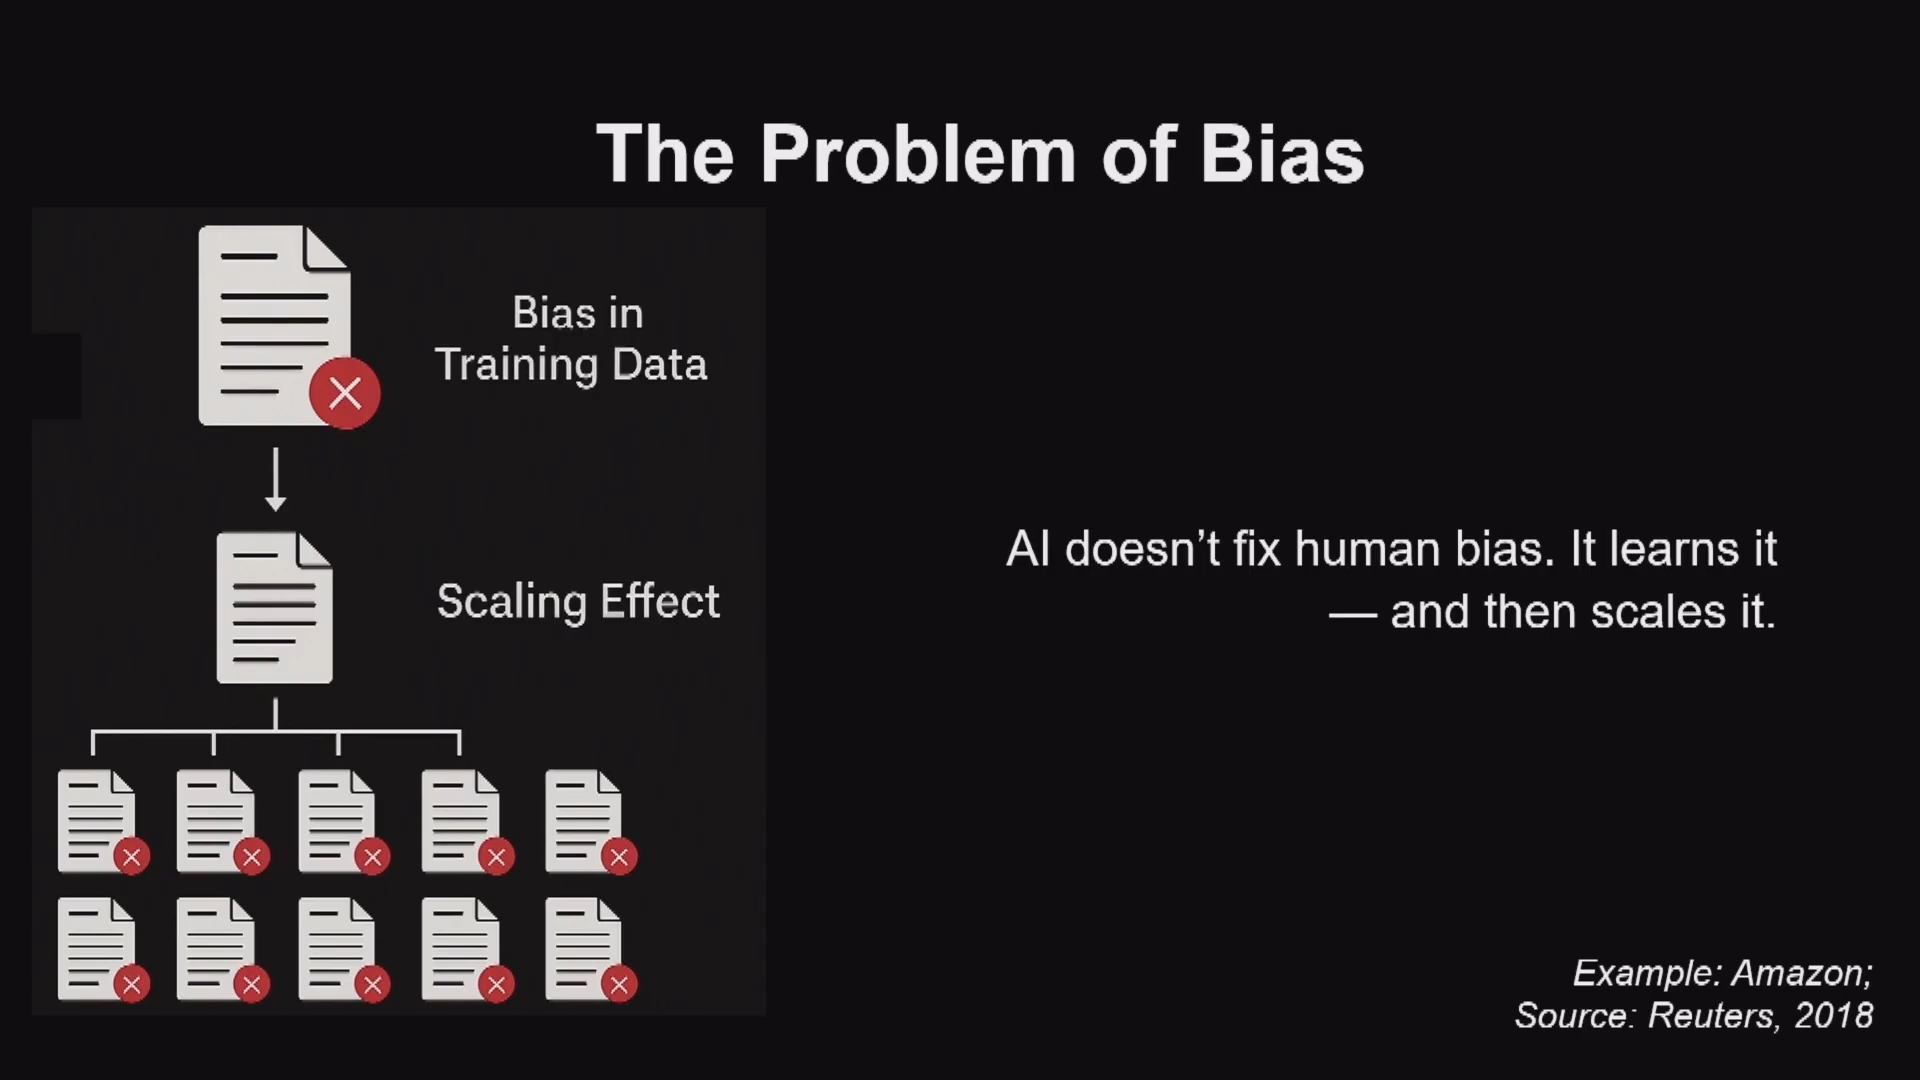 The Problem of Bias
Bias in
Training Data
Scaling Effect
AI doesn’t fix human bias. It learns it
— and then scales it.
Example: Amazon;
Source: Reuters, 2018